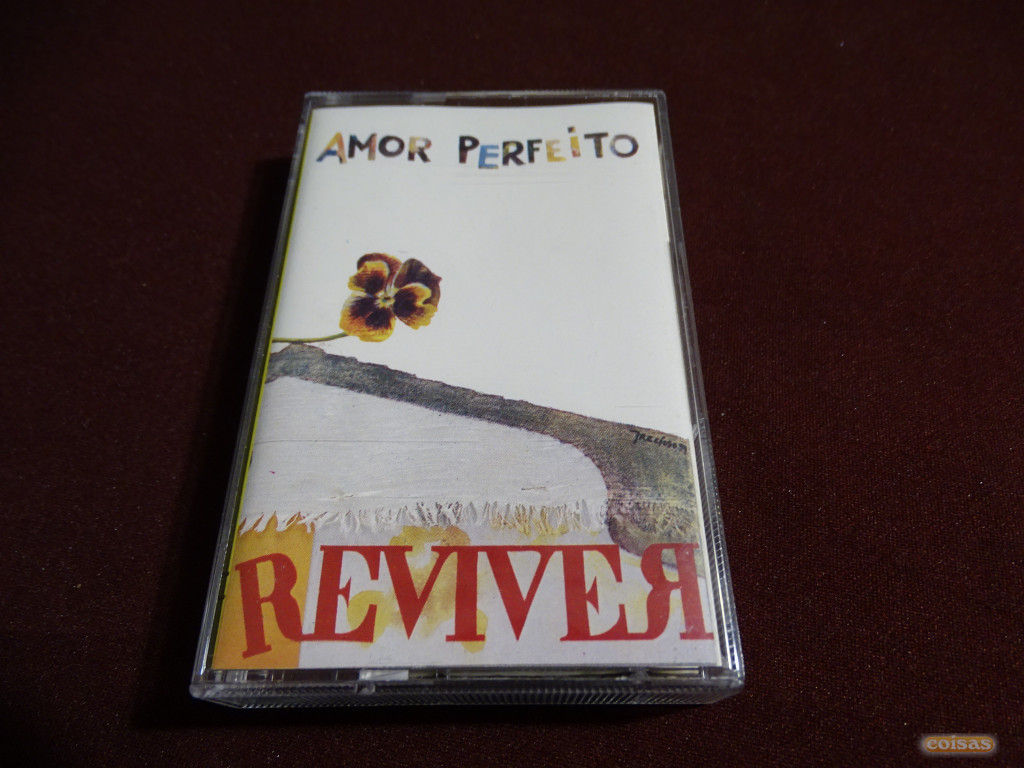 AMOR PERFEITO
REVIVER
coisas